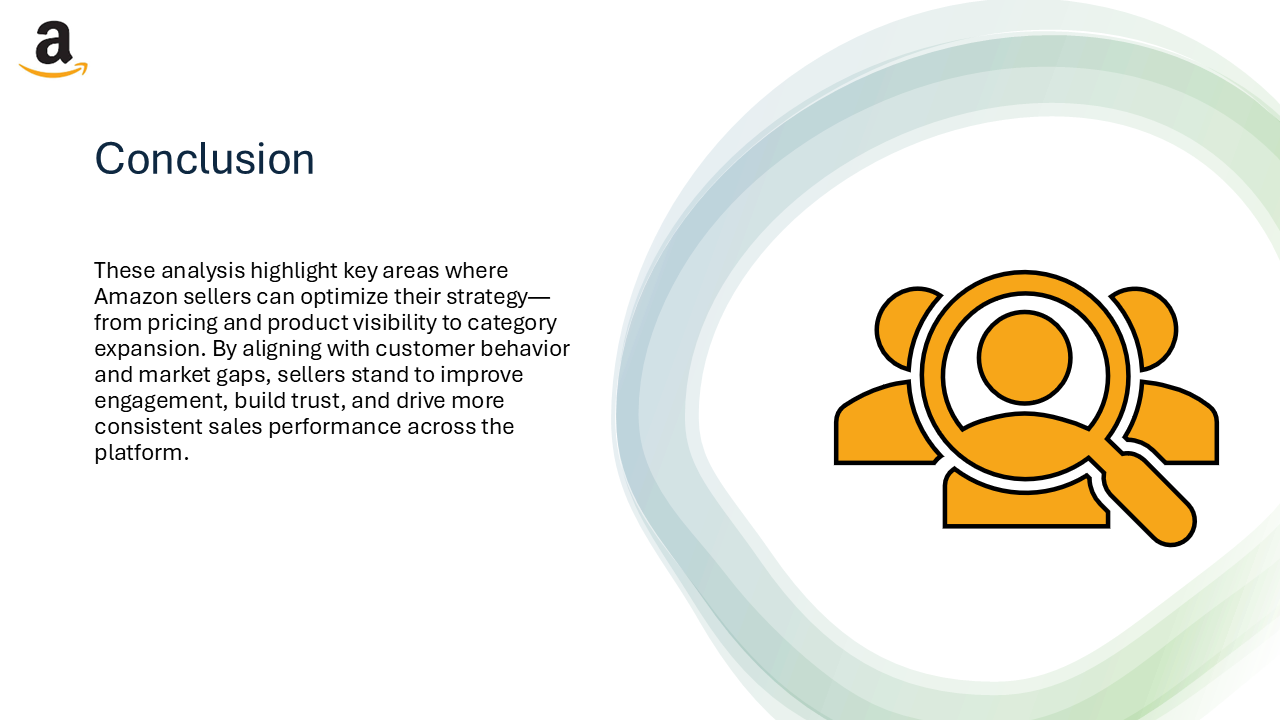 a
Conclusion
These analysis highlight key areas where
Amazon sellers can optimize their strategy—
from pricing and product visibility to category
expansion. By aligning with customer behavior
and market gaps, sellers stand to improve
engagement, build trust, and drive more
consistent sales performance across the
platform.